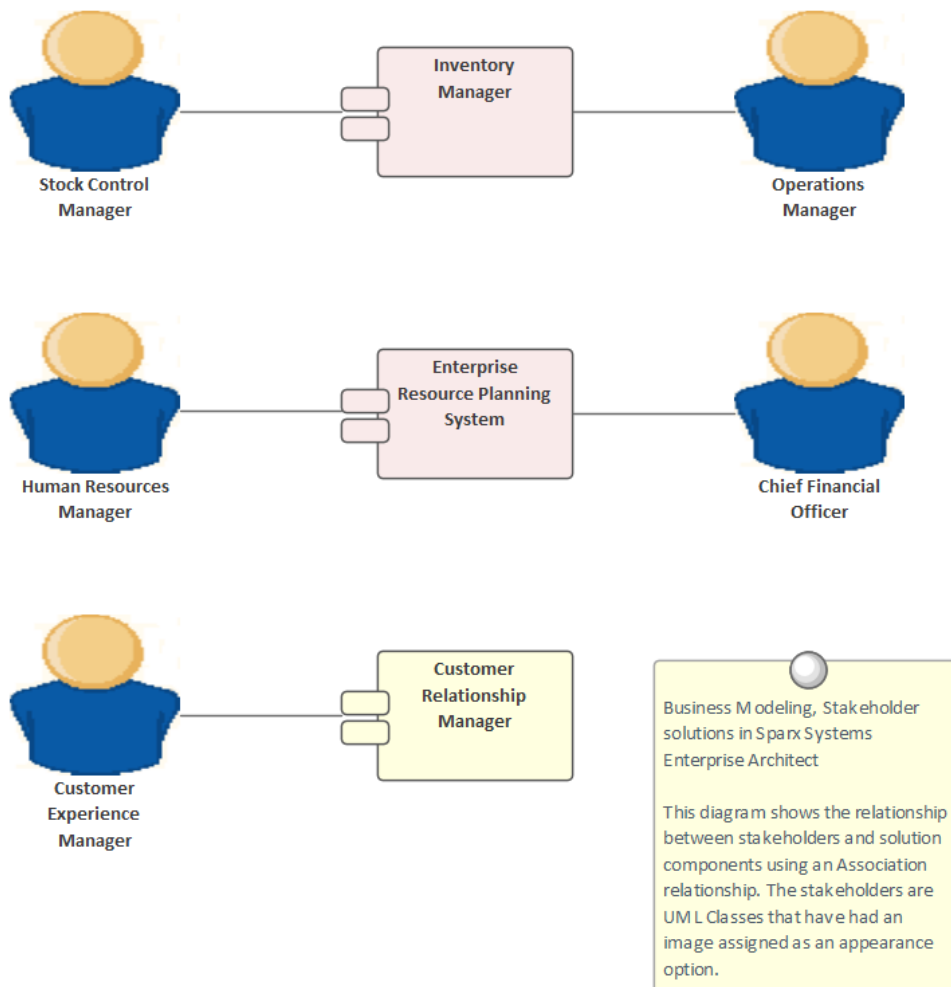 Inventory
Manager
Stock Control
Manager
Operations
Manager
Enterprise
Resource Planning
System
Human Resources
Manager
Chief Financial
Officer
Customer
Relationship
Manager
Customer
Experience
Manager
Business Modeling, Stakeholder
solutions in Sparx Systems
Enterprise Architect
This diagram shows the relationship
between stakeholders and solution
components using an Association
relationship. The stakeholders are
UML Classes that have had an
image assigned as an appearance
option.